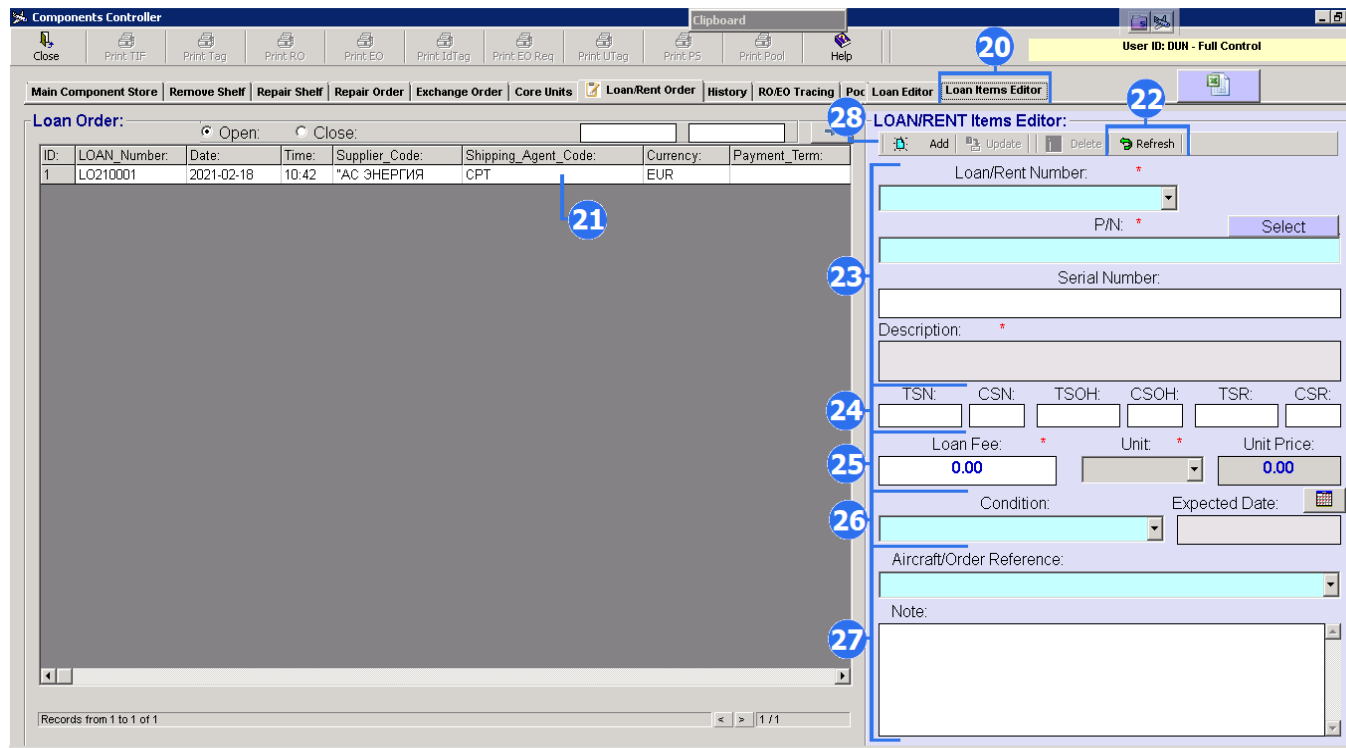 Components Controller
Clipboard
Close Print TIF Print Tag Print RO Print EO Print IdTag Print EO Req Print UTag Print PS Print Pool Help
User ID: DUN - Full Control
20
Main Component Store Remove Shelf Repair Shelf Repair Order Exchange Order Core Units Loan/Rent Order History RO/EO Tracing Poc Loan Editor Loan Items Editor
22
28
Loan Order:
Open: Close:
ID: LOAN_Number: Date: Time: Supplier_Code: Shipping_Agent_Code: Currency: Payment_Term:
1 LO210001 2021-02-18 10:42 "АС ЭНЕРГИЯ CPT EUR
21
Records from 1 to 1 of 1
< > 1 / 1
LOAN/RENT Items Editor:
Add Update Delete Refresh
Loan/Rent Number: *
P/N: * Select
23
Serial Number:
Description: *
24
TSN: CSN: TSOH: CSOH: TSR: CSR:
25
Loan Fee: * Unit: * Unit Price:
0.00 0.00
26
Condition: Expected Date:
Aircraft/Order Reference:
27
Note: